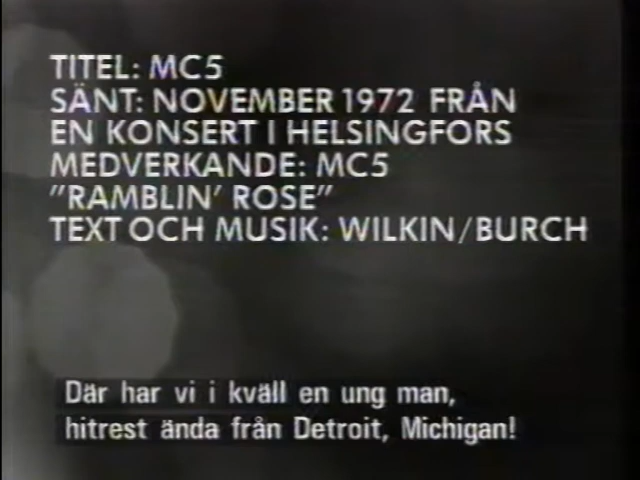 TITEL: MC5
SÄNT: NOVEMBER 1972 FRÅN
EN KONSERT I HELSINGFORS
MEDVERKANDE: MC5
"RAMBLIN' ROSE"
TEXT OCH MUSIK: WILKIN/BURCH
Där har vi i kväll en ung man,
hitrest ända från Detroit, Michigan!